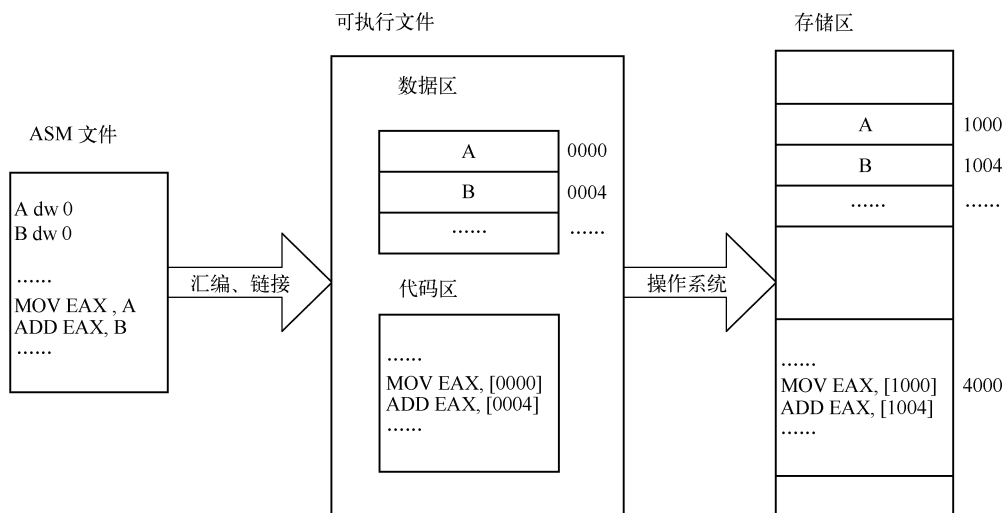 ASM 文件
A dw 0
B dw 0
......
MOV EAX , A
ADD EAX, B
......
汇编、链接
可执行文件
数据区
A 0000
B 0004
...... ......
代码区
......
MOV EAX, [0000]
ADD EAX, [0004]
......
操作系统
存储区
A 1000
B 1004
...... ......
......
MOV EAX, [1000] 4000
ADD EAX, [1004]
......